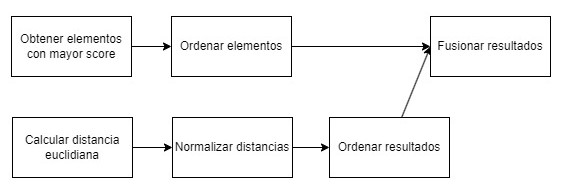 Obtener elementos
con mayor score
Ordenar elementos
Fusionar resultados
Calcular distancia
euclidiana
Normalizar distancias
Ordenar resultados